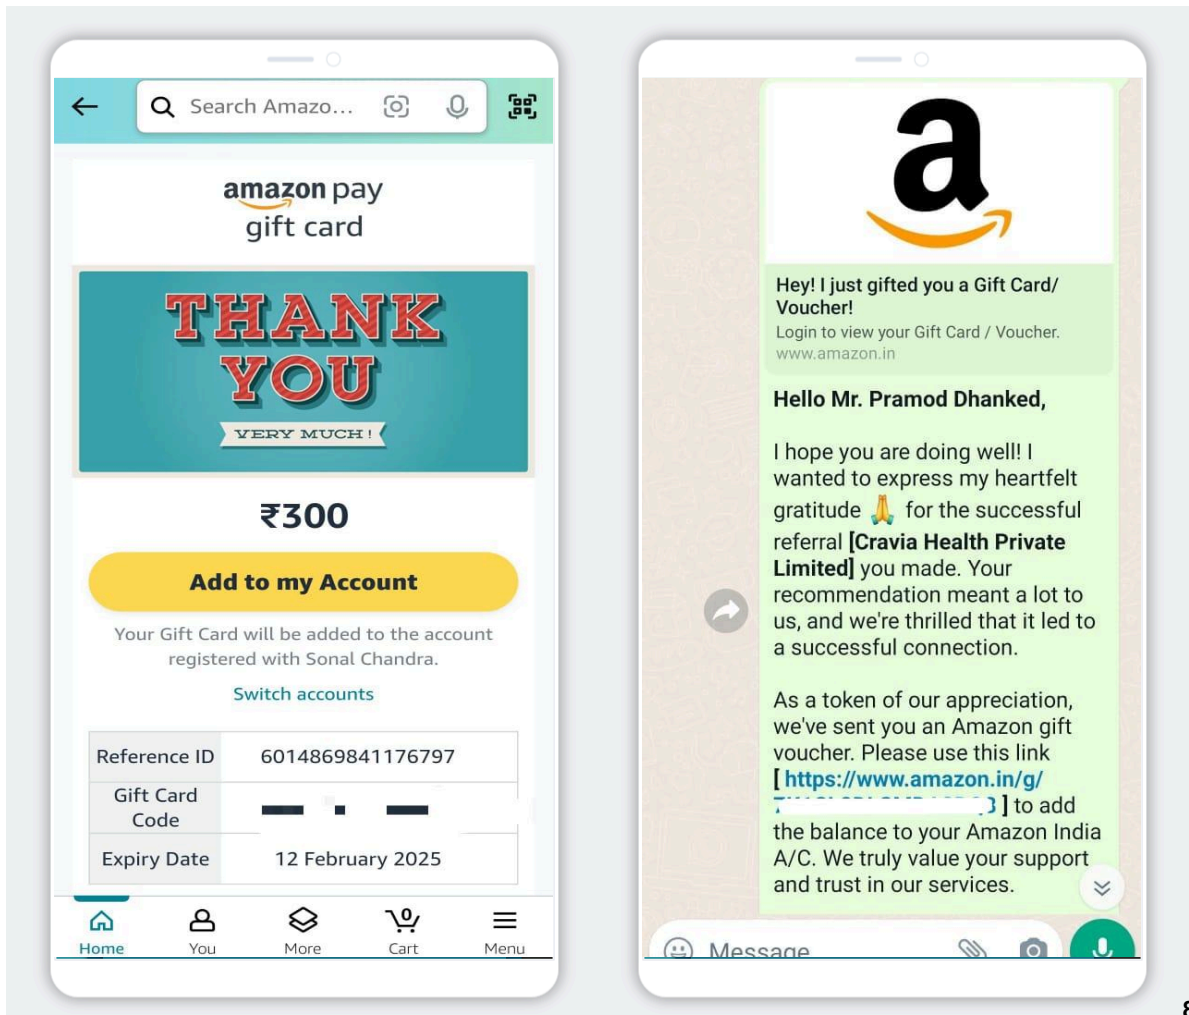 Search Amazo...
amazon pay
gift card
THANK
YOU
VERY MUCH!
₹300
Add to my Account
Your Gift Card will be added to the account
registered with Sonal Chandra.
Switch accounts
Reference ID 6014869841176797
Gift Card
Code
Expiry Date 12 February 2025
Home You More 0 Cart Menu
a
Hey! I just gifted you a Gift Card/
Voucher!
Login to view your Gift Card / Voucher.
www.amazon.in
Hello Mr. Pramod Dhanked,
I hope you are doing well! I
wanted to express my heartfelt
gratitude 🙏 for the successful
referral [Cravia Health Private
Limited] you made. Your
recommendation meant a lot to
us, and we're thrilled that it led to
a successful connection.
As a token of our appreciation,
we've sent you an Amazon gift
voucher. Please use this link
[ https://www.amazon.in/g/
] to add
the balance to your Amazon India
A/C. We truly value your support
and trust in our services.
Message